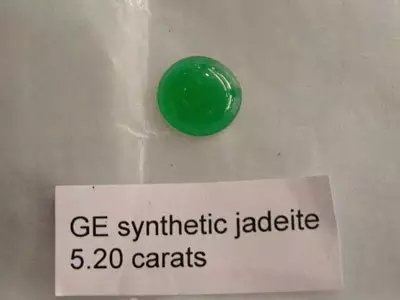 GE synthetic jadeite
5.20 carats